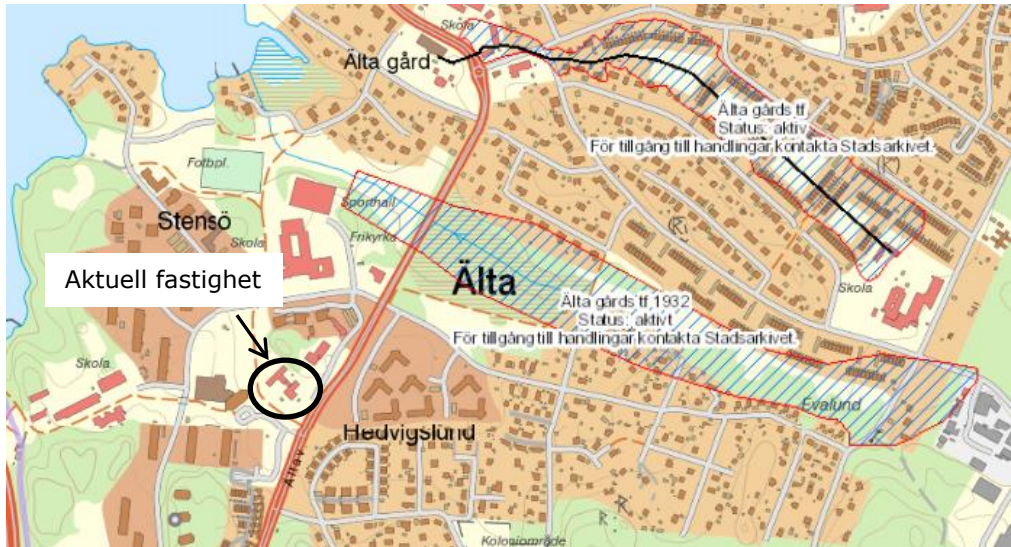 Skola
Älta gård
Älta gårds tf
Status: aktiv
För tillgång till handlingar kontakta Stadsarkivet.
Fotbpl.
Sporthall
Stensö
Skola
Frikyrka
Aktuell fastighet
Älta
Älta gårds tf 1932
Status: aktivt
För tillgång till handlingar kontakta Stadsarkivet.
Skola
Skola
Evalund
Hedvigslund
Ältav
Koloniområde